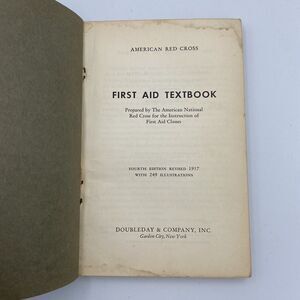 AMERICAN RED CROSS
FIRST AID TEXTBOOK
Prepared by The American National
Red Cross for the Instruction of
First Aid Classes
FOURTH EDITION REVISED 1957
WITH 249 ILLUSTRATIONS
DOUBLEDAY & COMPANY, INC.
Garden City, New York